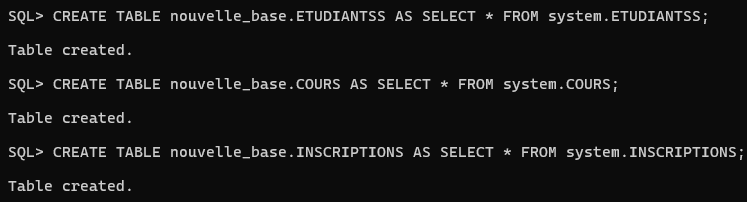 SQL> CREATE TABLE nouvelle_base.ETUDIANTSS AS SELECT * FROM system.ETUDIANTSS;
Table created.
SQL> CREATE TABLE nouvelle_base.COURS AS SELECT * FROM system.COURS;
Table created.
SQL> CREATE TABLE nouvelle_base.INSCRIPTIONS AS SELECT * FROM system.INSCRIPTIONS;
Table created.